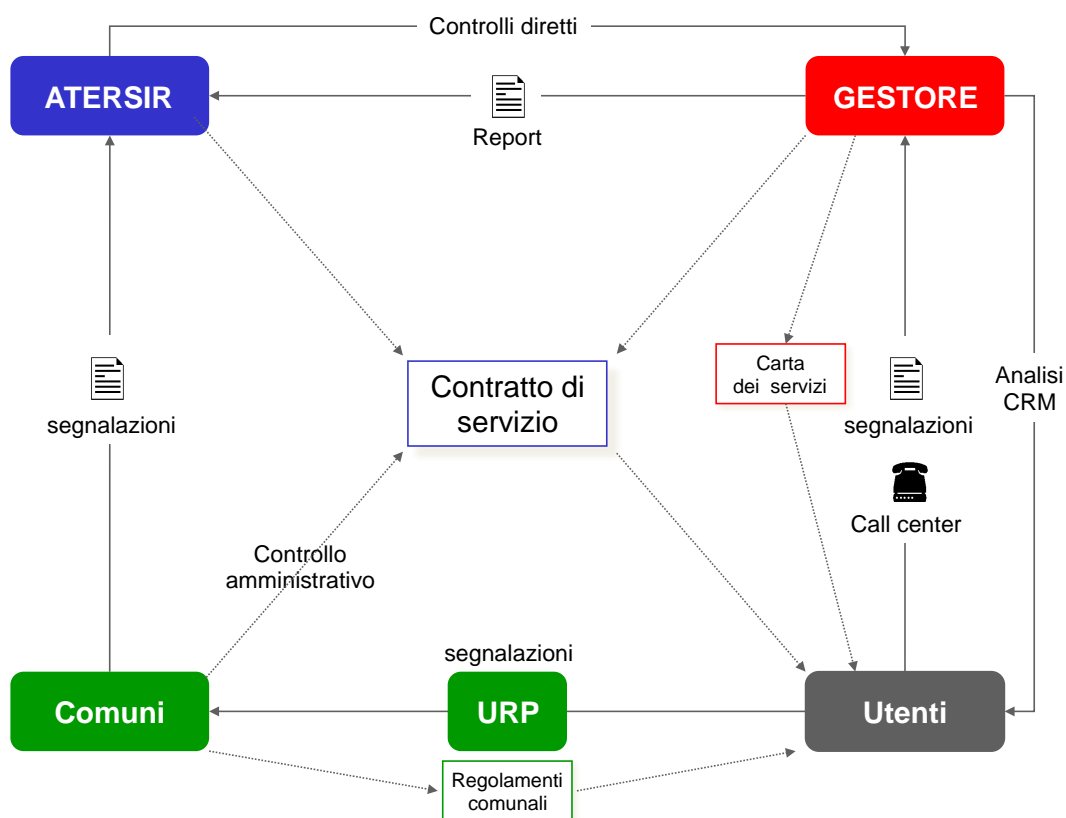 Controlli diretti
ATERSIR
GESTORE
Report
Carta
dei servizi
Contratto di
servizio
Analisi
CRM
segnalazioni
segnalazioni
Call center
Controllo
amministrativo
segnalazioni
Comuni
URP
Utenti
Regolamenti
comunali